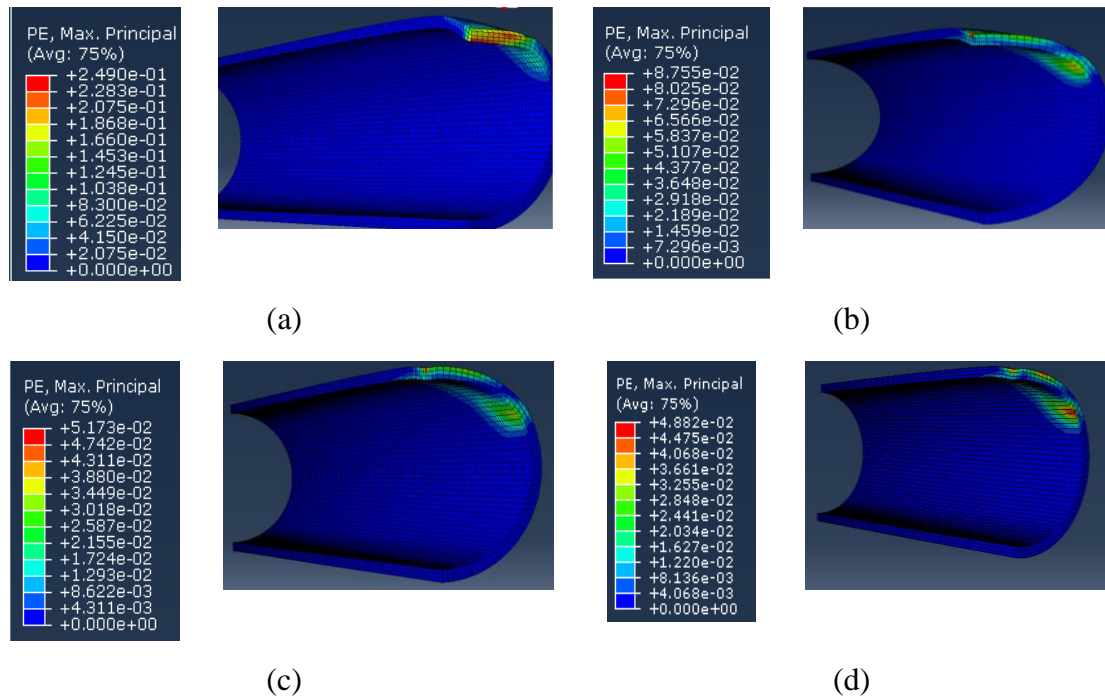 PE, Max. Principal
(Avg: 75%)
+2.490e-01
+2.283e-01
+2.075e-01
+1.868e-01
+1.660e-01
+1.453e-01
+1.245e-01
+1.038e-01
+8.300e-02
+6.225e-02
+4.150e-02
+2.075e-02
+0.000e+00
(a)
PE, Max. Principal
(Avg: 75%)
+8.755e-02
+8.025e-02
+7.296e-02
+6.566e-02
+5.837e-02
+5.107e-02
+4.377e-02
+3.648e-02
+2.918e-02
+2.189e-02
+1.459e-02
+7.296e-03
+0.000e+00
(b)
PE, Max. Principal
(Avg: 75%)
+5.173e-02
+4.742e-02
+4.311e-02
+3.880e-02
+3.449e-02
+3.018e-02
+2.587e-02
+2.155e-02
+1.724e-02
+1.293e-02
+8.622e-03
+4.311e-03
+0.000e+00
(c)
PE, Max. Principal
(Avg: 75%)
+4.882e-02
+4.475e-02
+4.068e-02
+3.661e-02
+3.255e-02
+2.848e-02
+2.441e-02
+2.034e-02
+1.627e-02
+1.220e-02
+8.136e-03
+4.068e-03
+0.000e+00
(d)